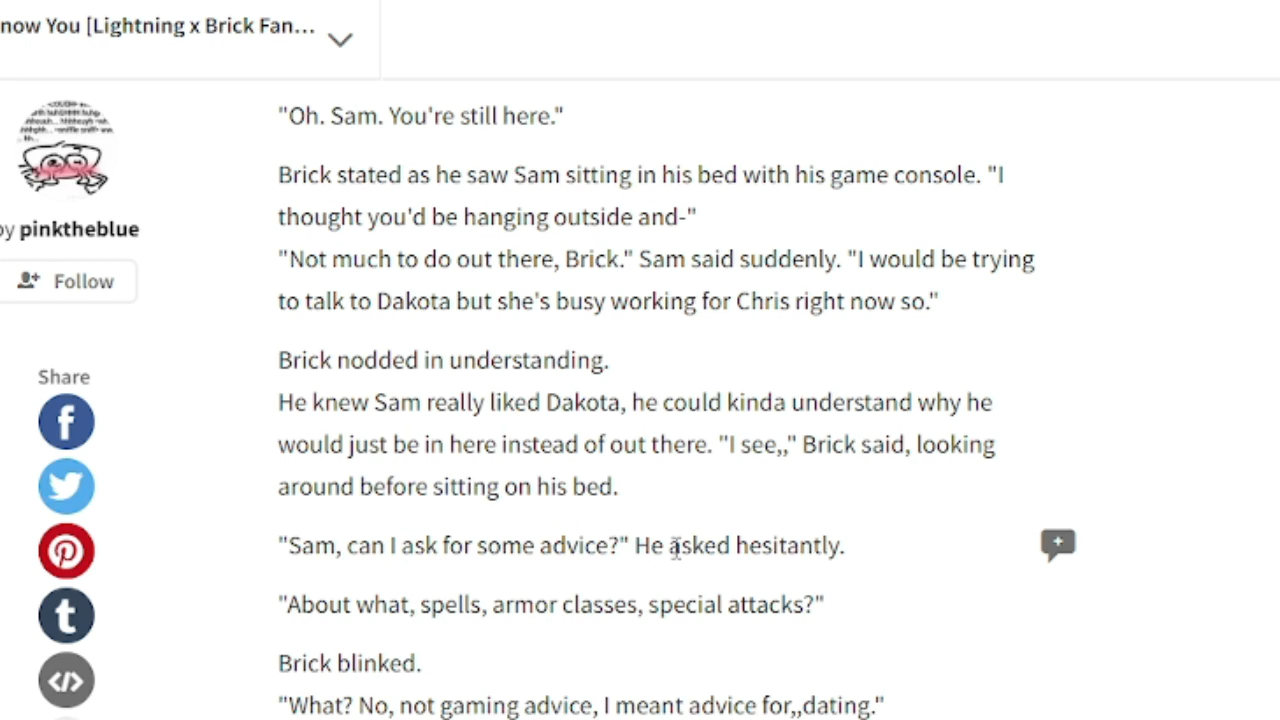 now You [Lightning x Brick Fan...
"Oh. Sam. You're still here."
by pinktheblue
Follow
Share
Brick stated as he saw Sam sitting in his bed with his game console. "I
thought you'd be hanging outside and-"
"Not much to do out there, Brick." Sam said suddenly. "I would be trying
to talk to Dakota but she's busy working for Chris right now so."
Brick nodded in understanding.
He knew Sam really liked Dakota, he could kinda understand why he
would just be in here instead of out there. "I see,," Brick said, looking
around before sitting on his bed.
"Sam, can I ask for some advice?" He asked hesitantly.
"About what, spells, armor classes, special attacks?"
Brick blinked.
"What? No, not gaming advice, I meant advice for,,dating."